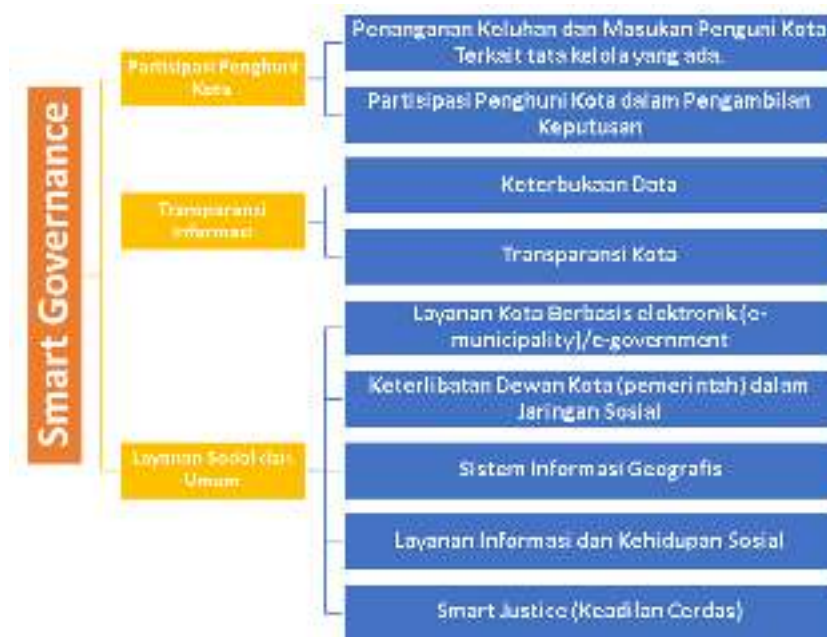 Smart Governance
Partisipasi Penghuni
Kota
Penanganan Keluhan dan Masukan Penguni Kota
Terkait tata kelola yang ada.
Partisipasi Penghuni Kota dalam Pengambilan
Keputusan
Transparansi
Informasi
Keterbukaan Data
Transparansi Kota
Layanan Sosial dan
Umum
Layanan Kota Berbasis elektronik (e-
municipality)/e-government
Keterlibatan Dewan Kota (pemerintah) dalam
Jaringan Sosial
Sistem Informasi Geografis
Layanan Informasi dan Kehidupan Sosial
Smart Justice (Keadilan Cerdas)